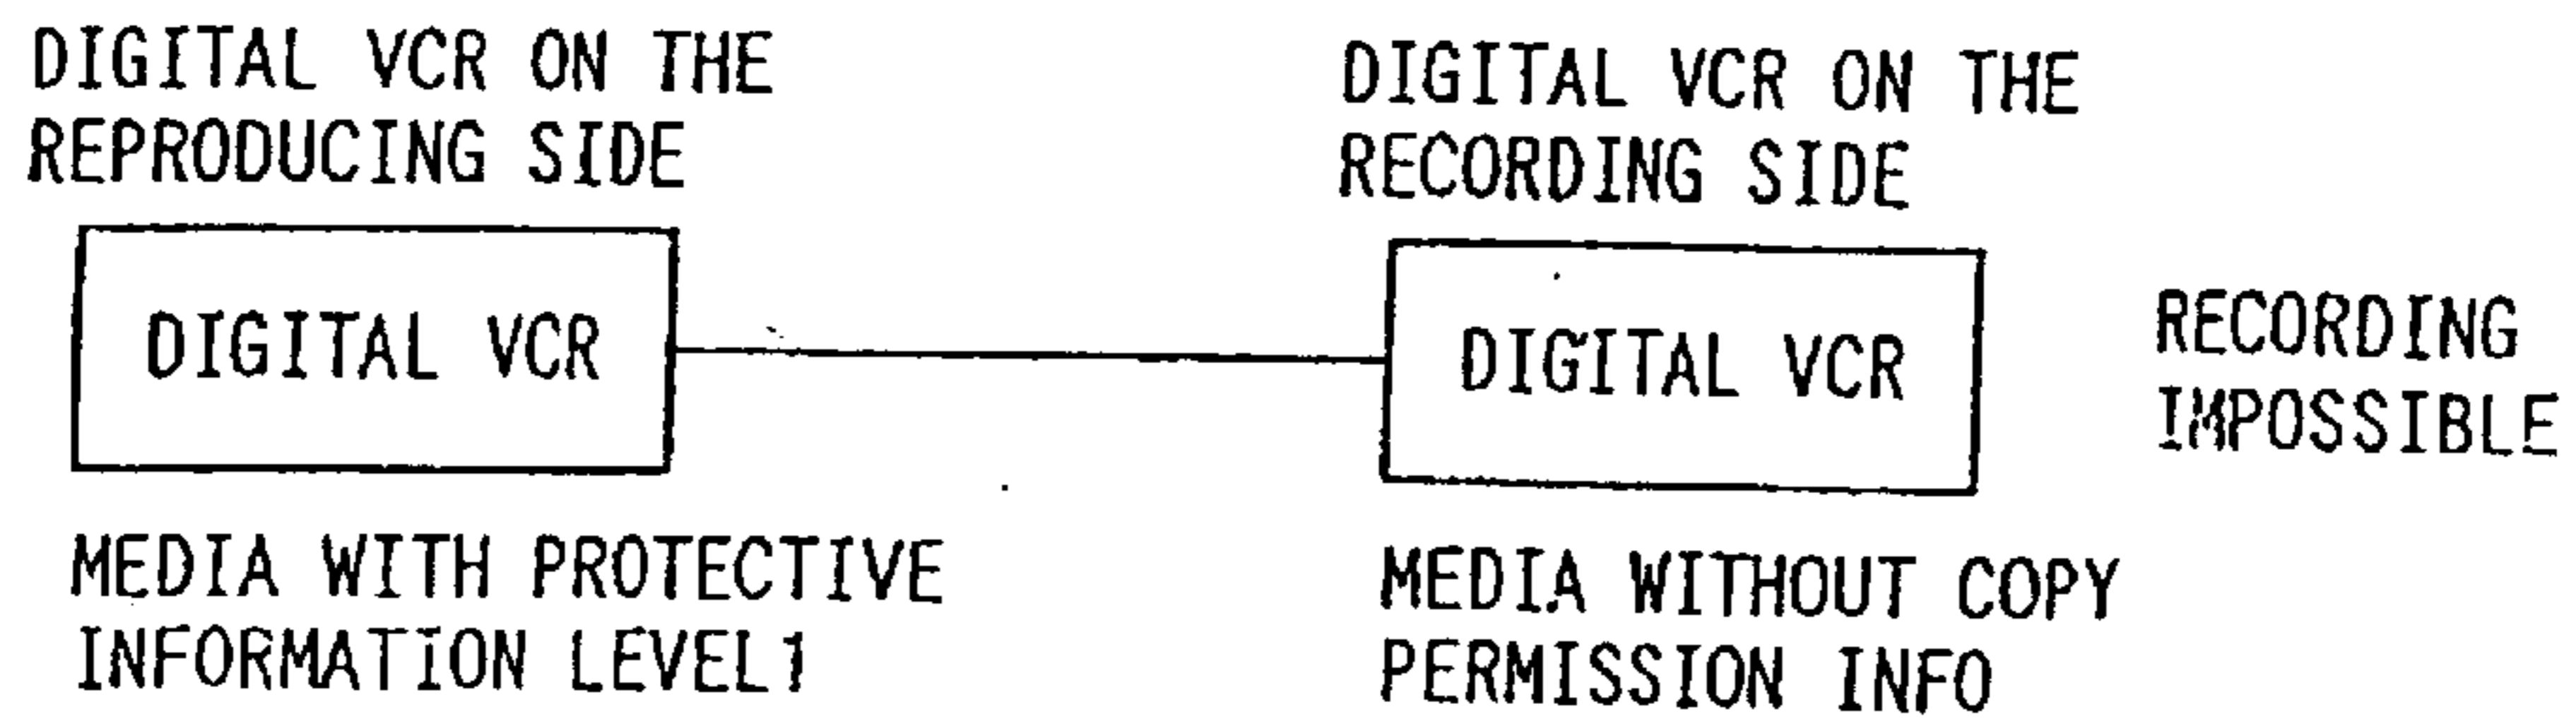 DIGITAL VCR ON THE
REPRODUCING SIDE
DIGITAL VCR
MEDIA WITH PROTECTIVE
INFORMATION LEVEL1
DIGITAL VCR ON THE
RECORDING SIDE
DIGITAL VCR
MEDIA WITHOUT COPY
PERMISSION INFO
RECORDING
IMPOSSIBLE